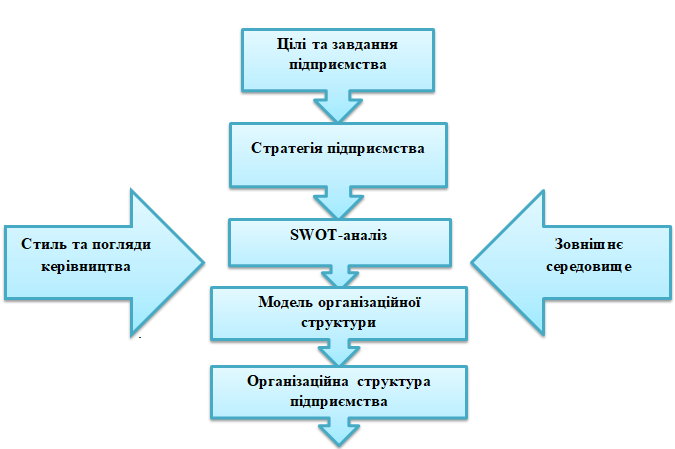 Цілі та завдання
підприємства
Стратегія підприємства
Стиль та погляди
керівництва
SWOT-аналіз
Зовнішнє
середовище
Модель організаційної
структури
Організаційна структура
підприємства